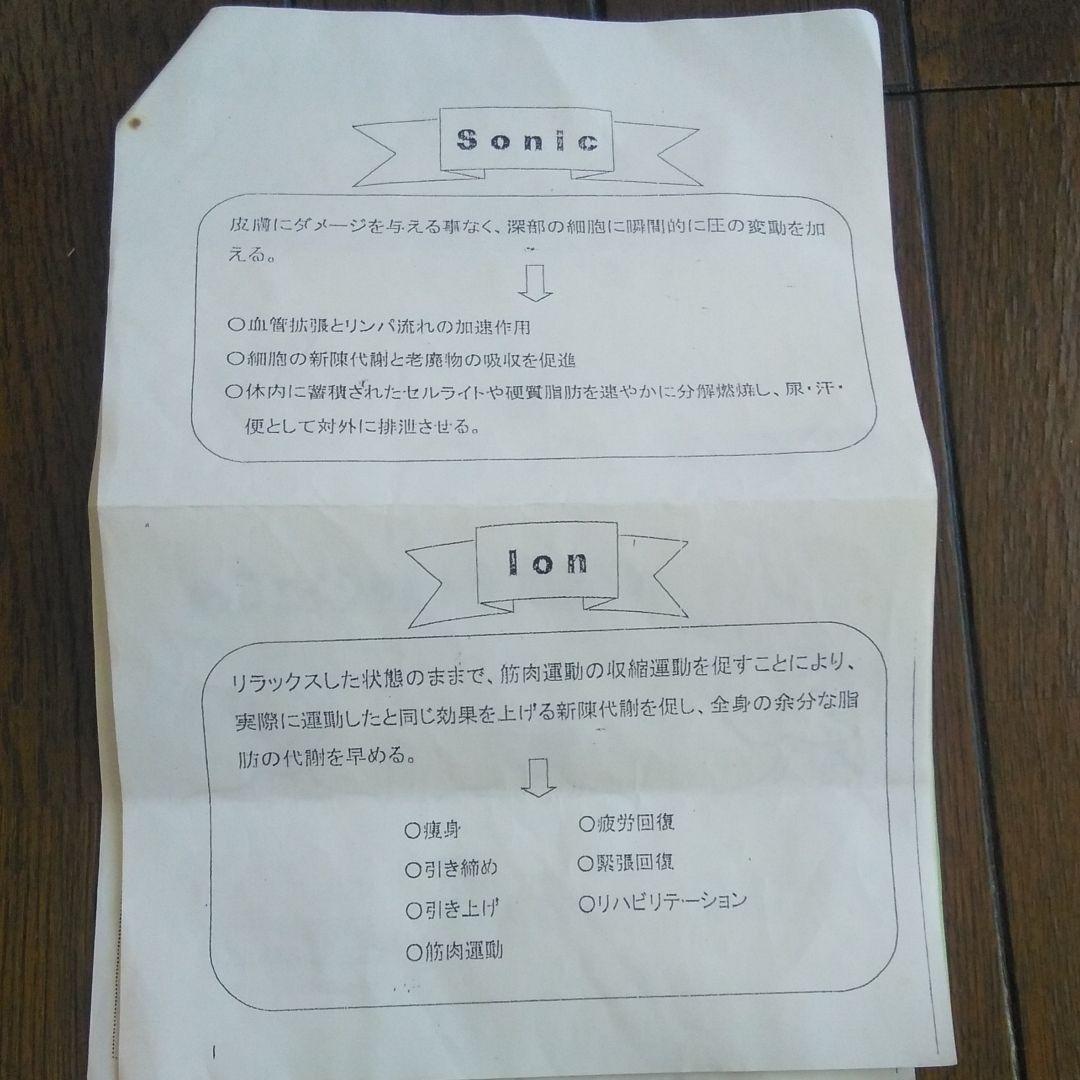 Sonic
皮膚にダメージを与える事なく、深部の細胞に瞬間的に圧の変動を加
える。
○血管拡張とリンパ流れの加速作用
○細胞の新陳代謝と老廃物の吸収を促進
○体内に蓄積されたセルライトや硬質脂肪を速やかに分解燃焼し、尿・汗・
便として対外に排泄させる。
Ion
リラックスした状態のままで、筋肉運動の収縮運動を促すことにより、
実際に運動したと同じ効果を上げる新陳代謝を促し、全身の余分な脂
肪の代謝を早める。
○痩身
○引き締め
○引き上げ
○筋肉運動
○疲労回復
○緊張回復
○リハビリテーション